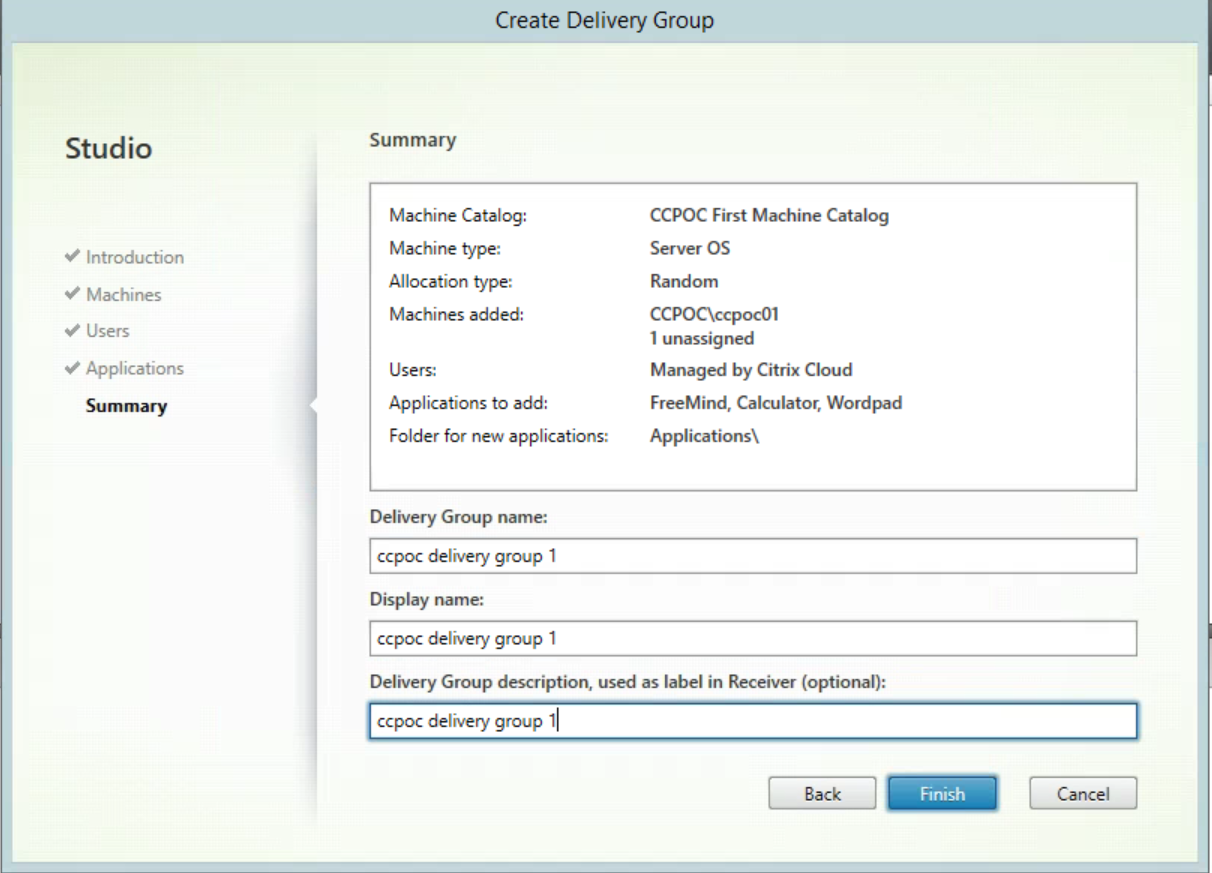 Create Delivery Group
Studio
Introduction
Machines
Users
Applications
Summary
Summary
Machine Catalog: CCPOC First Machine Catalog
Machine type: Server OS
Allocation type: Random
Machines added: CCPOC\ccpoc01
1 unassigned
Users: Managed by Citrix Cloud
Applications to add: FreeMind, Calculator, Wordpad
Folder for new applications: Applications\
Delivery Group name:
ccpoc delivery group 1
Display name:
ccpoc delivery group 1
Delivery Group description, used as label in Receiver (optional):
ccpoc delivery group 1
Back Finish Cancel